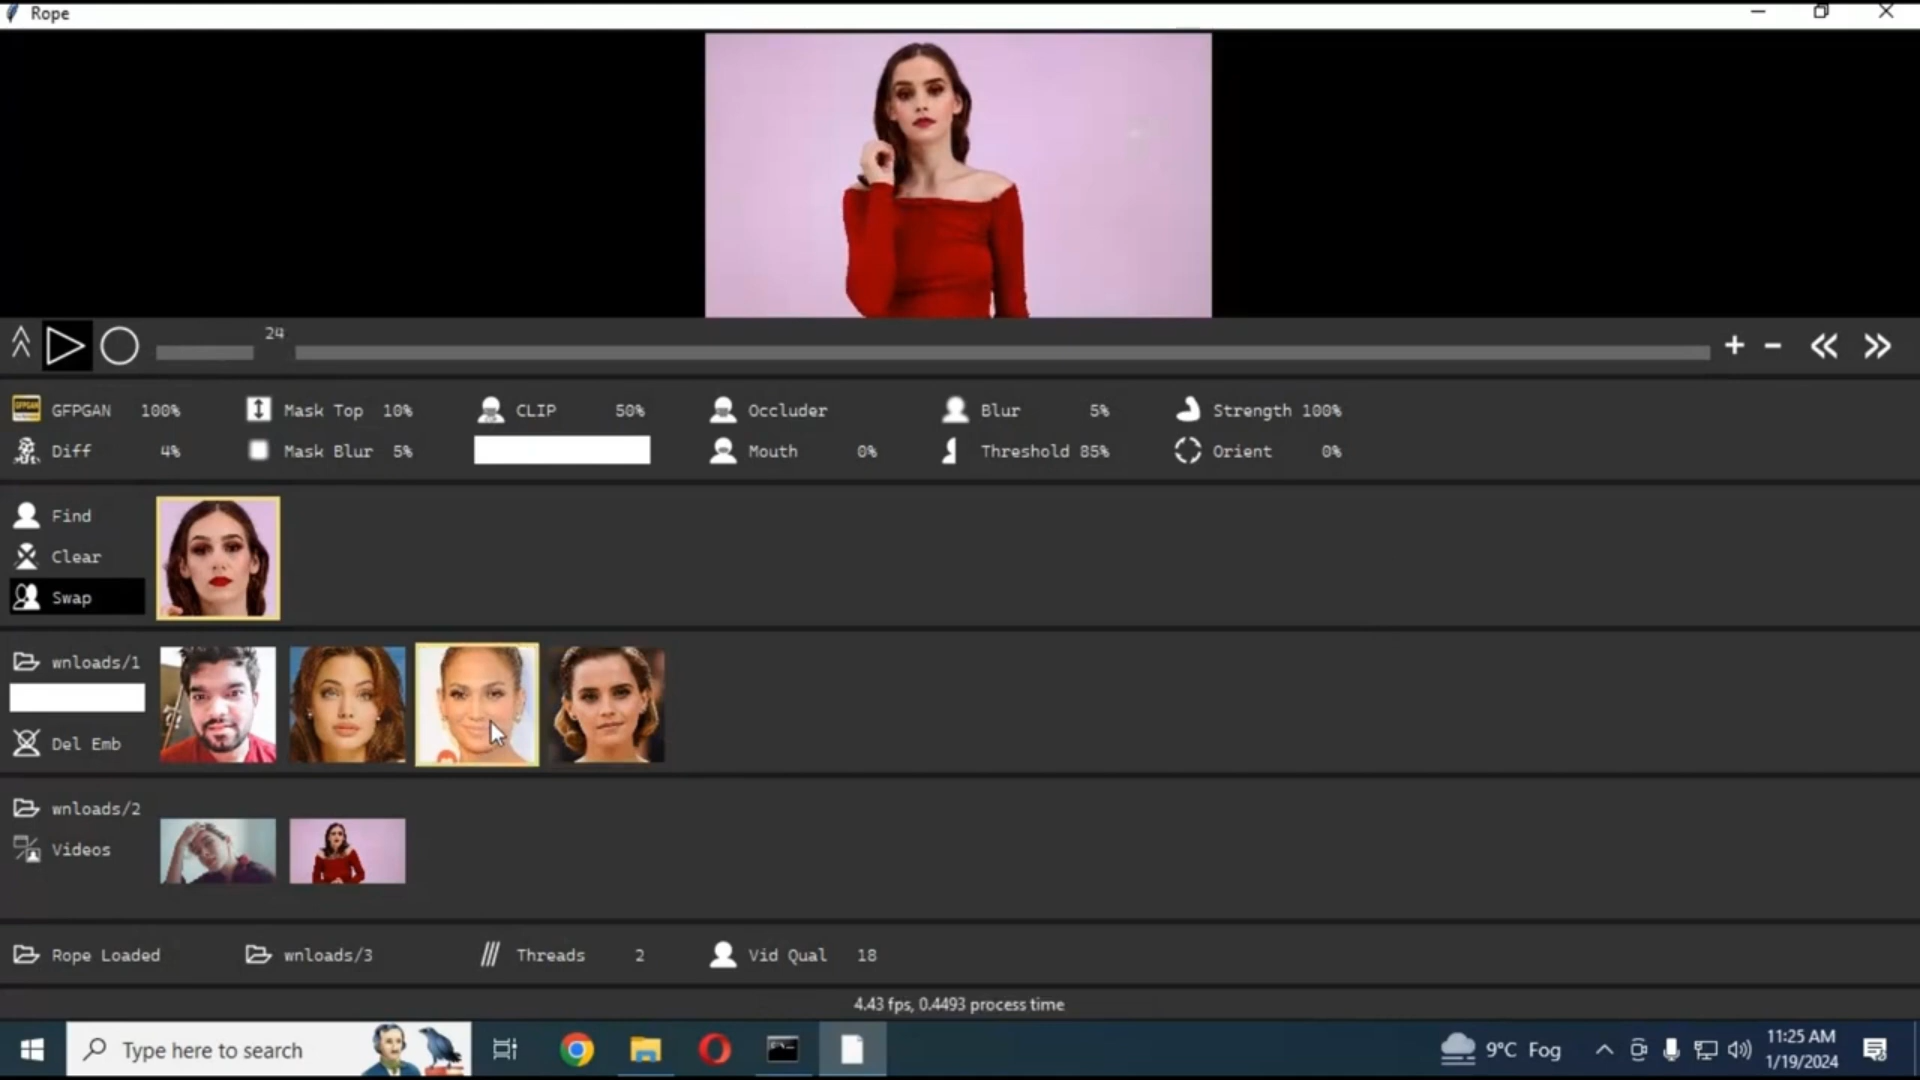 Rope
24
GFPGAN 100% Mask Top 10% CLIP 50% Occluder Blur 5% Strength 100%
Diff 4% Mask Blur 5% Mouth 0% Threshold 85% Orient 0%
Find
Clear
Swap
wnloads/1
Del Emb
wnloads/2
Videos
Rope Loaded wnloads/3 Threads 2 Vid Qual 18
4.43 fps, 0.4493 process time
Type here to search 9°C Fog 11:25 AM
1/19/2024